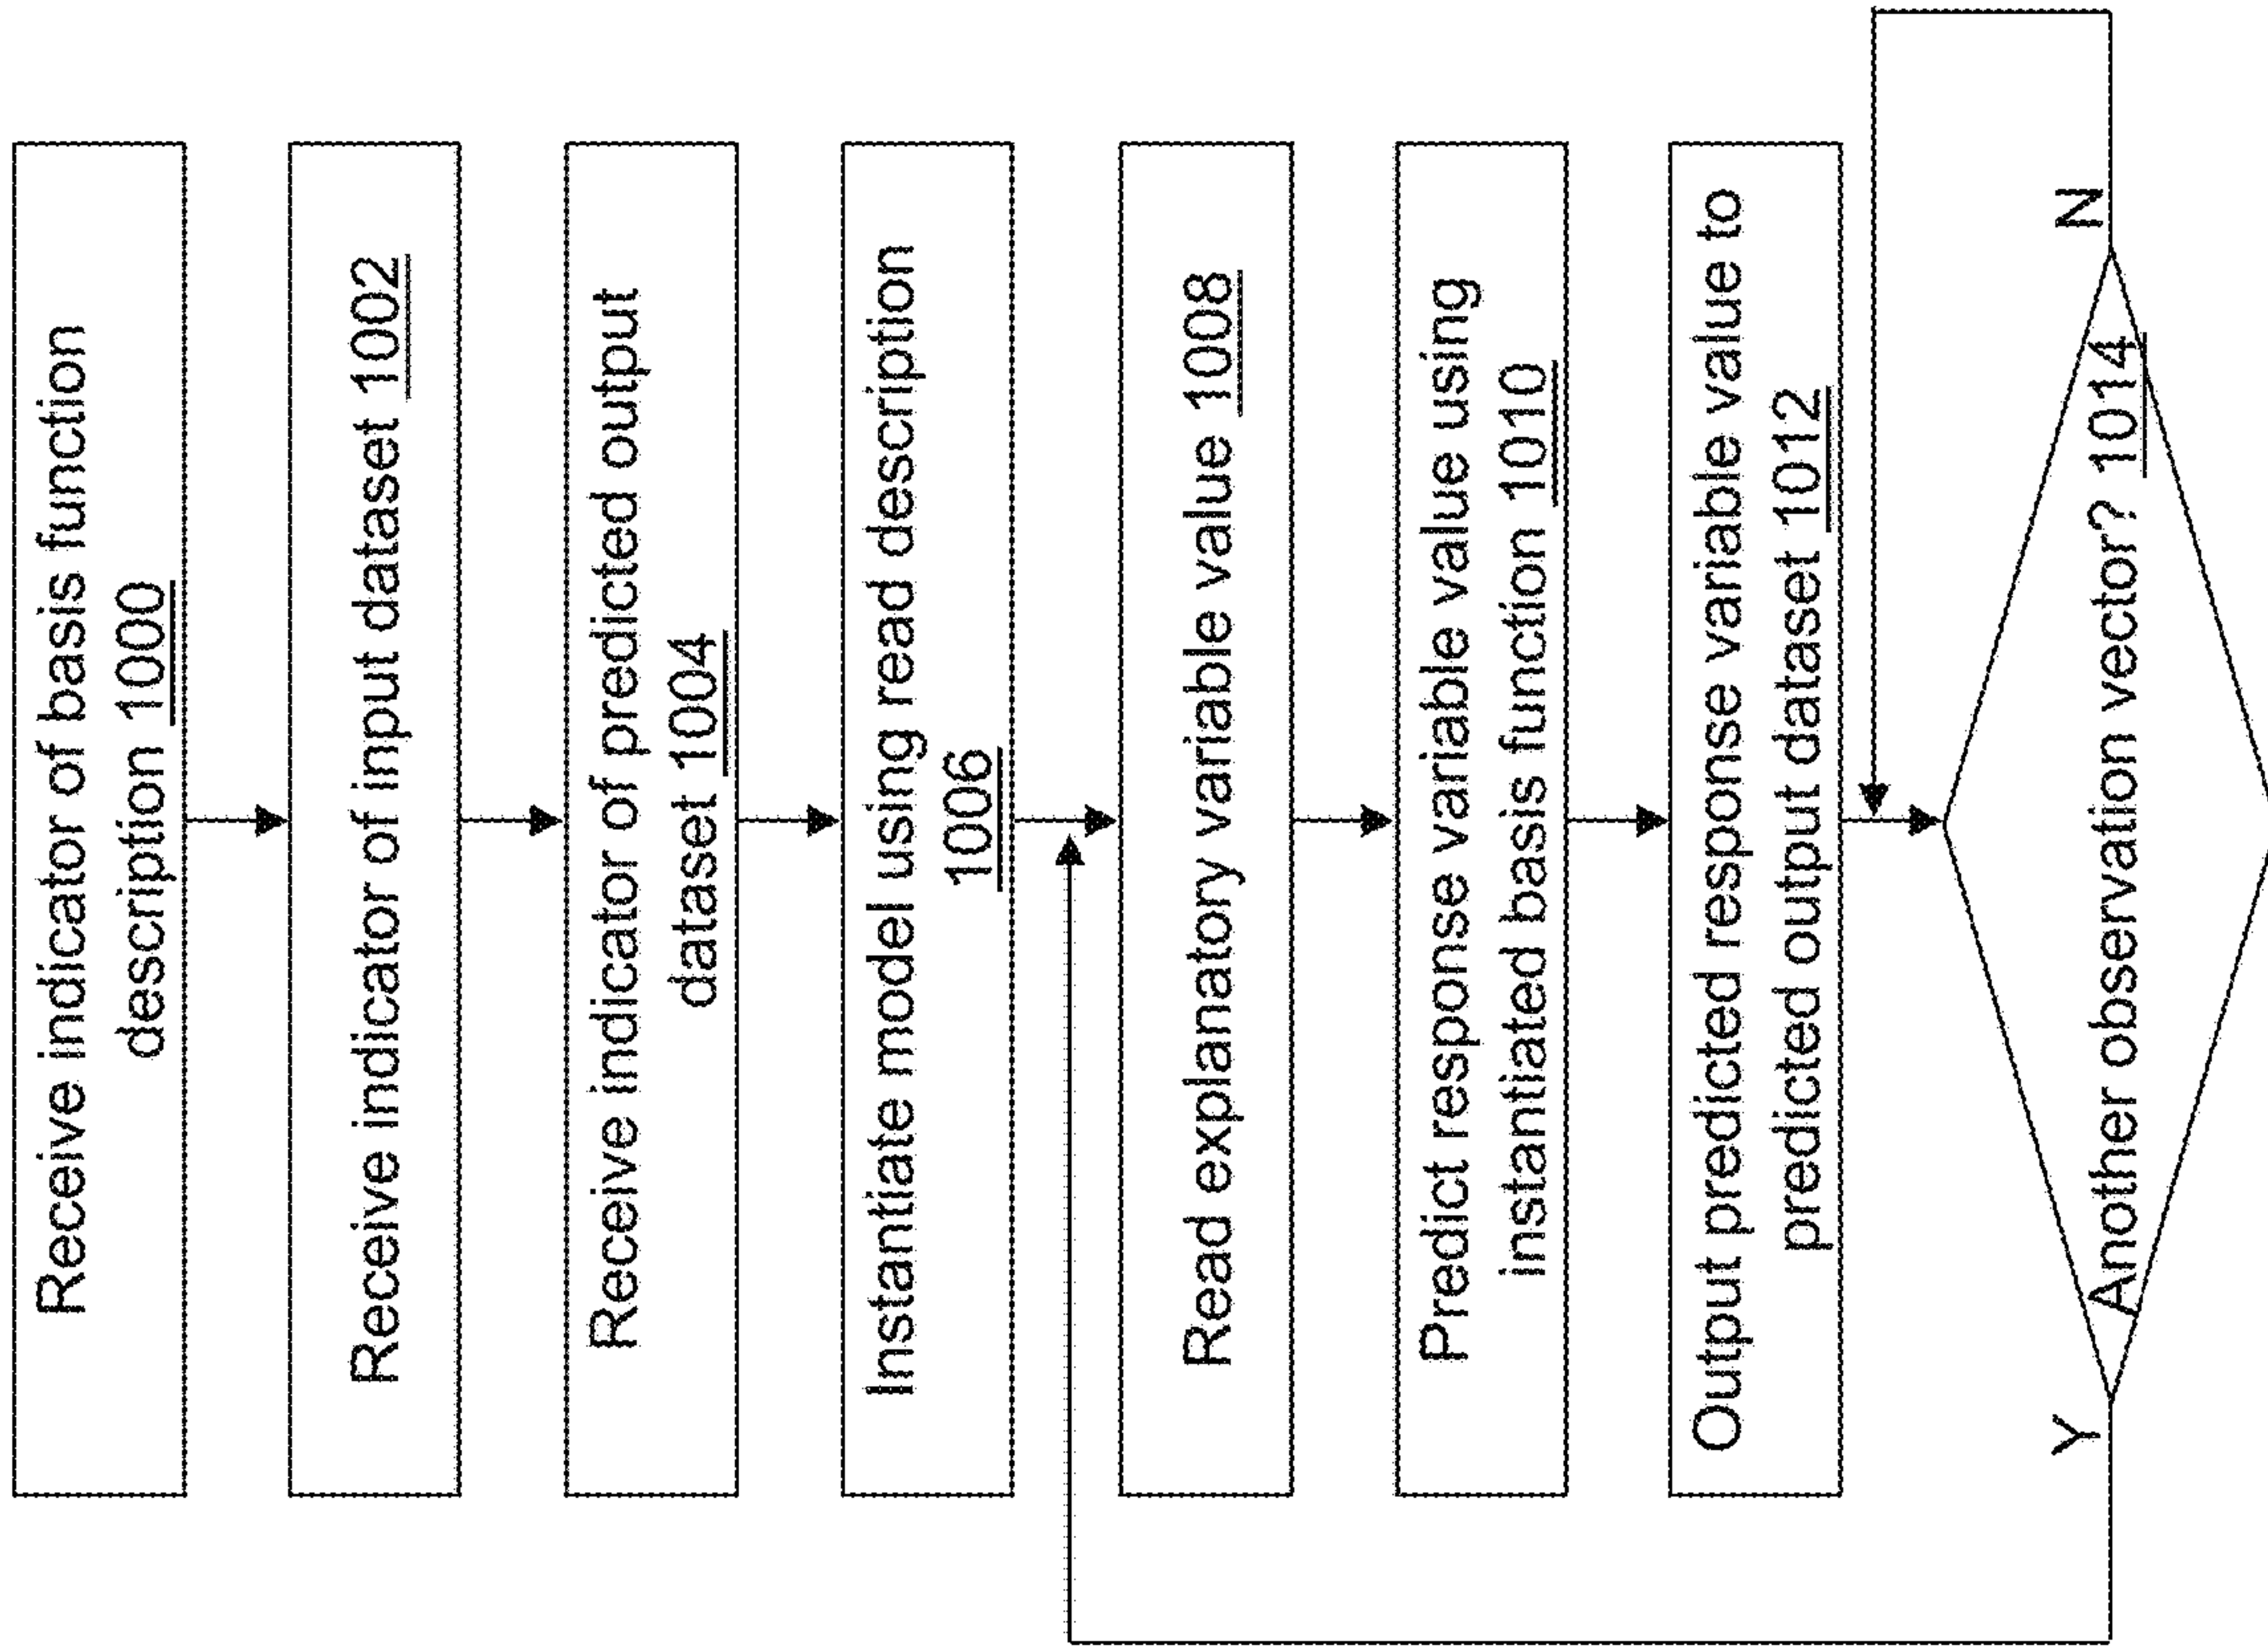 Receive indicator of basis function
description 1000
Receive indicator of input dataset 1002
Receive indicator of predicted output
dataset 1004
Instantiate model using read description
1006
Read explanatory variable value 1008
Predict response variable value using
instantiated basis function 1010
Output predicted response variable value to
predicted output dataset 1012
Y
Another observation vector? 1014
N